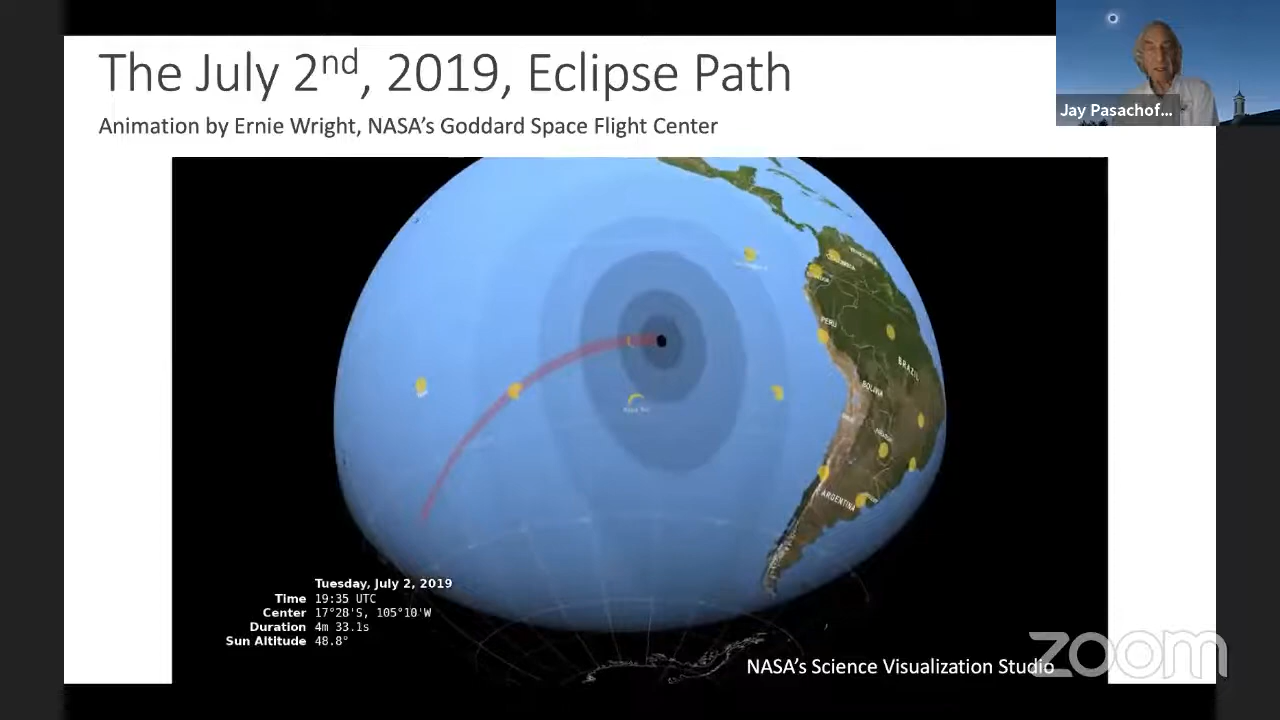 The July 2nd, 2019, Eclipse Path
Animation by Ernie Wright, NASA's Goddard Space Flight Center
Jay Pasachof...
PERU
BRAZIL
BOLIVIA
ARGENTINA
Tuesday, July 2, 2019
Time 19:35 UTC
Center 17°28'S, 105°10'W
Duration 4m 33.1s
Sun Altitude 48.8°
NASA's Science Visualization Studio
zoom